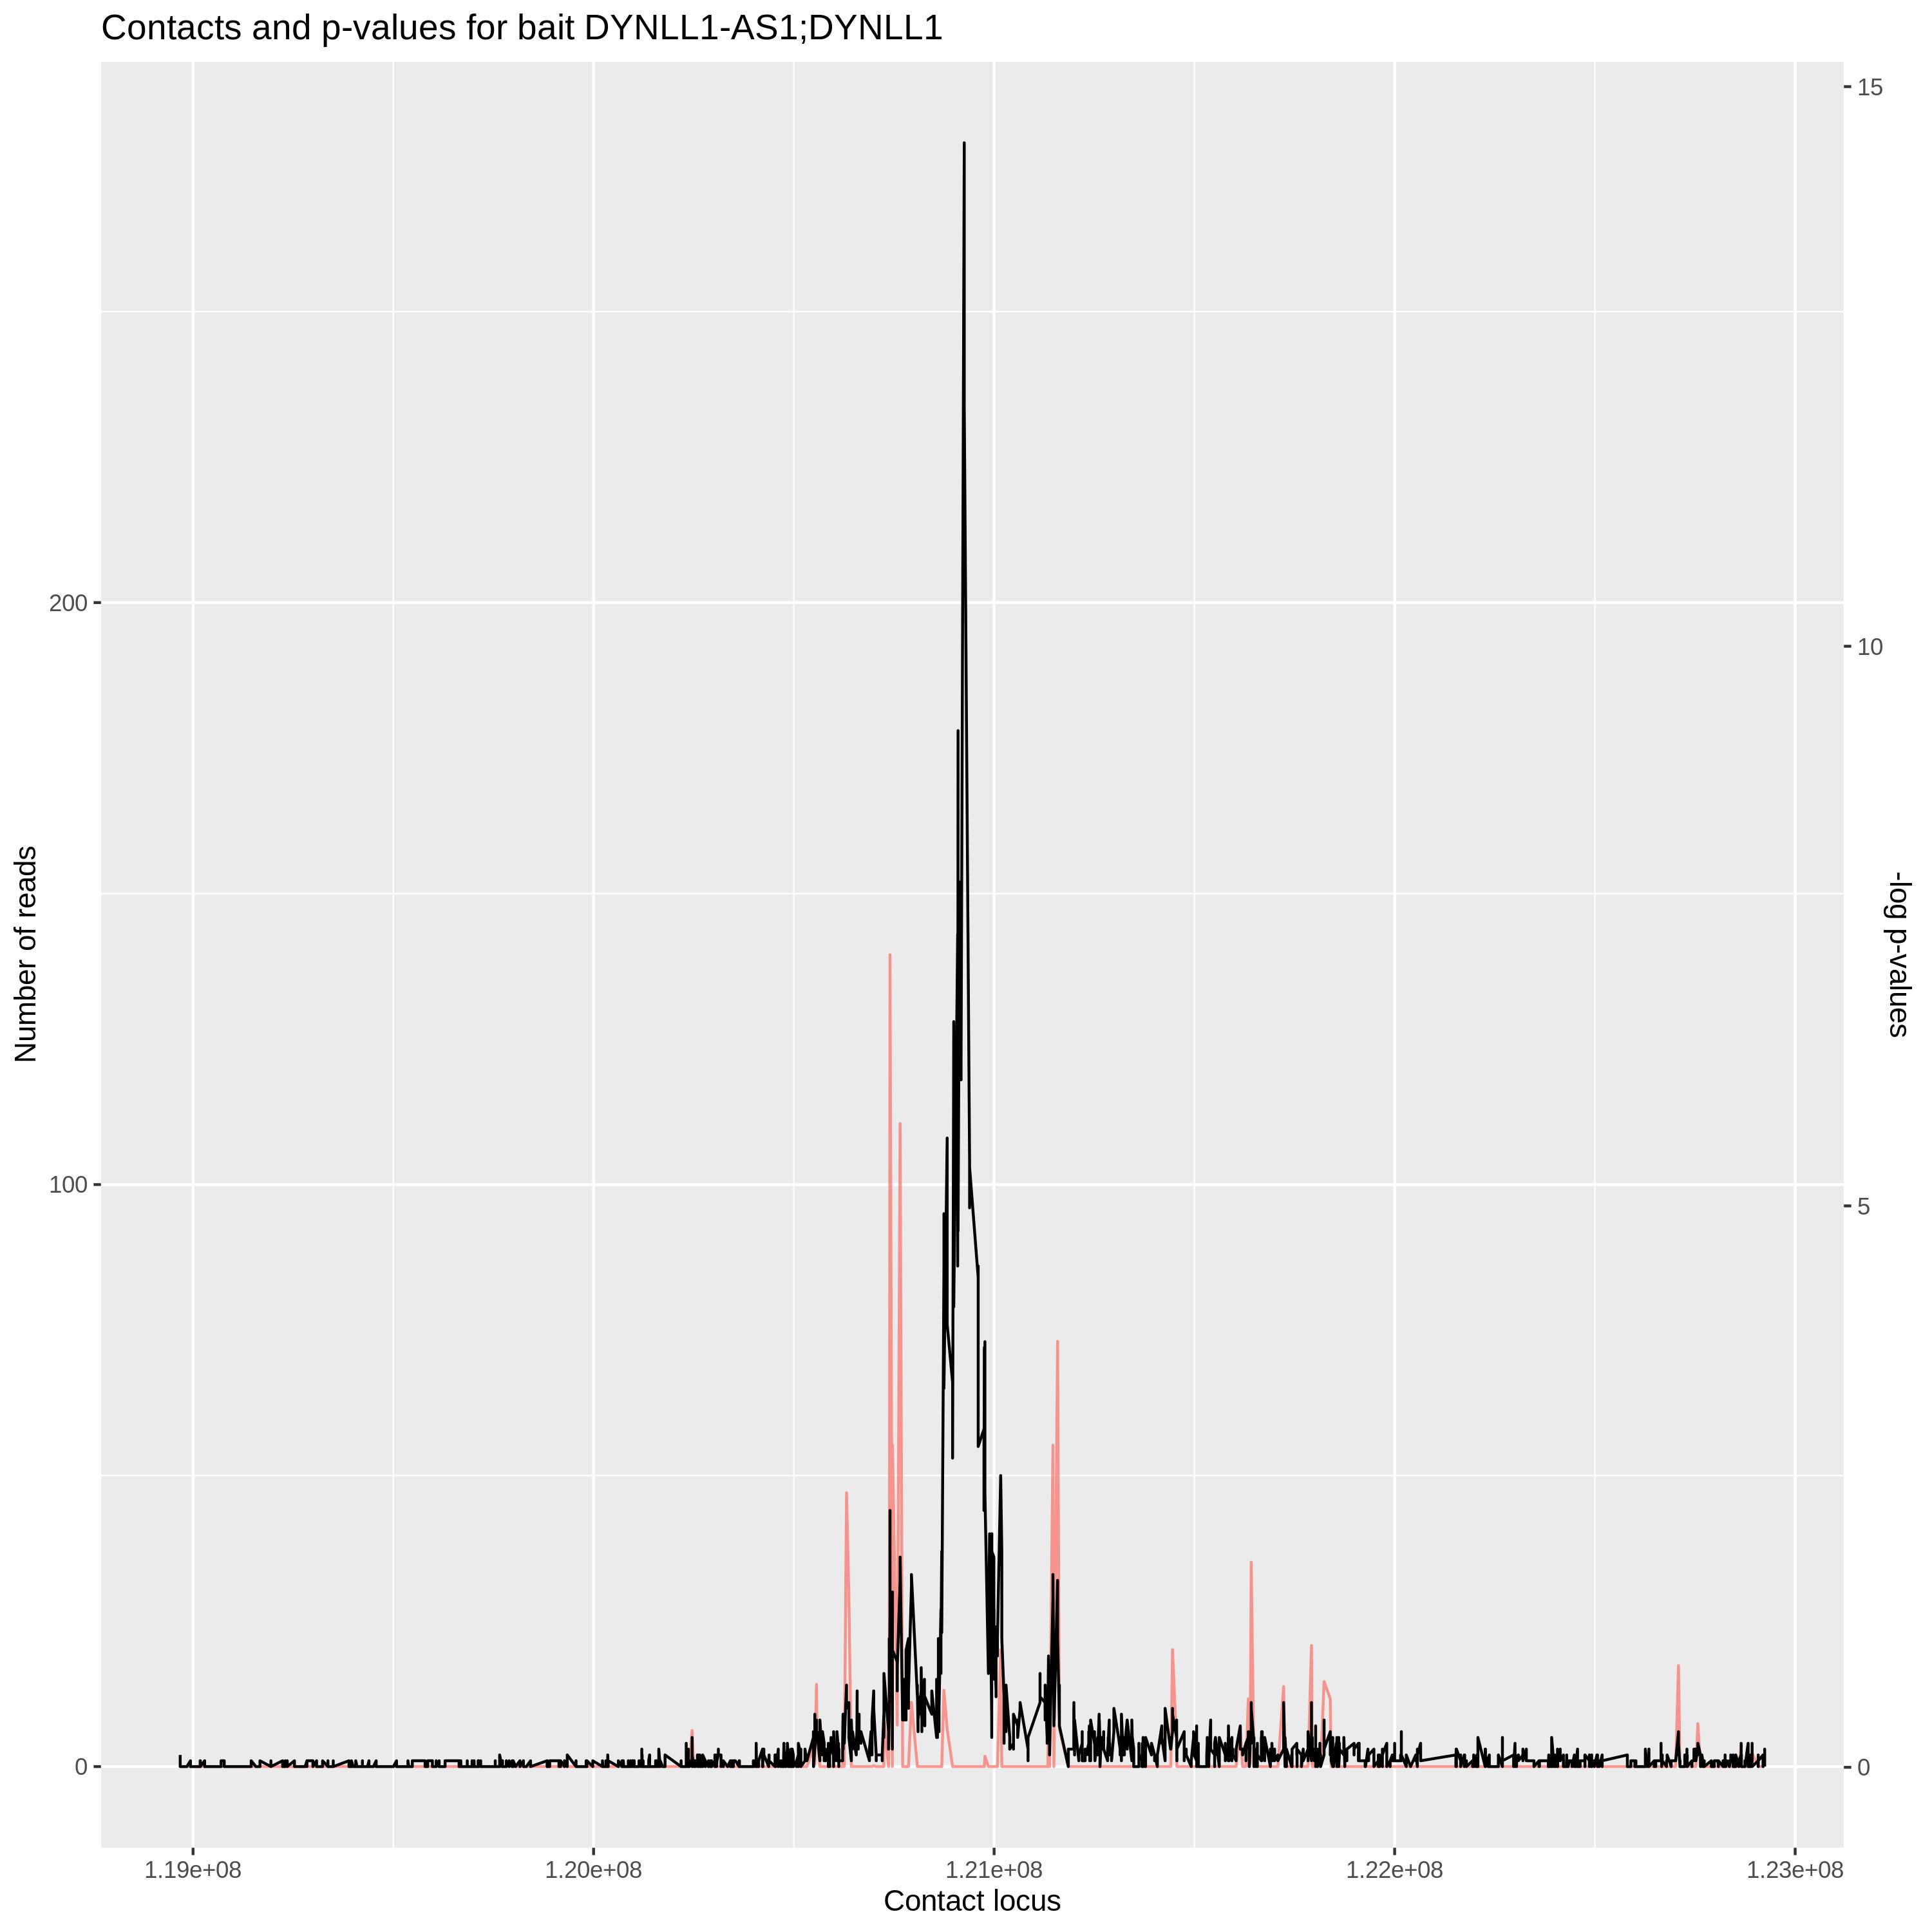 Contacts and p-values for bait DYNLL1-AS1;DYNLL1
15
200
10
Number of reads
-log p-values
100
5
0
0
1.19e+08
1.20e+08
1.21e+08
1.22e+08
1.23e+08
Contact locus